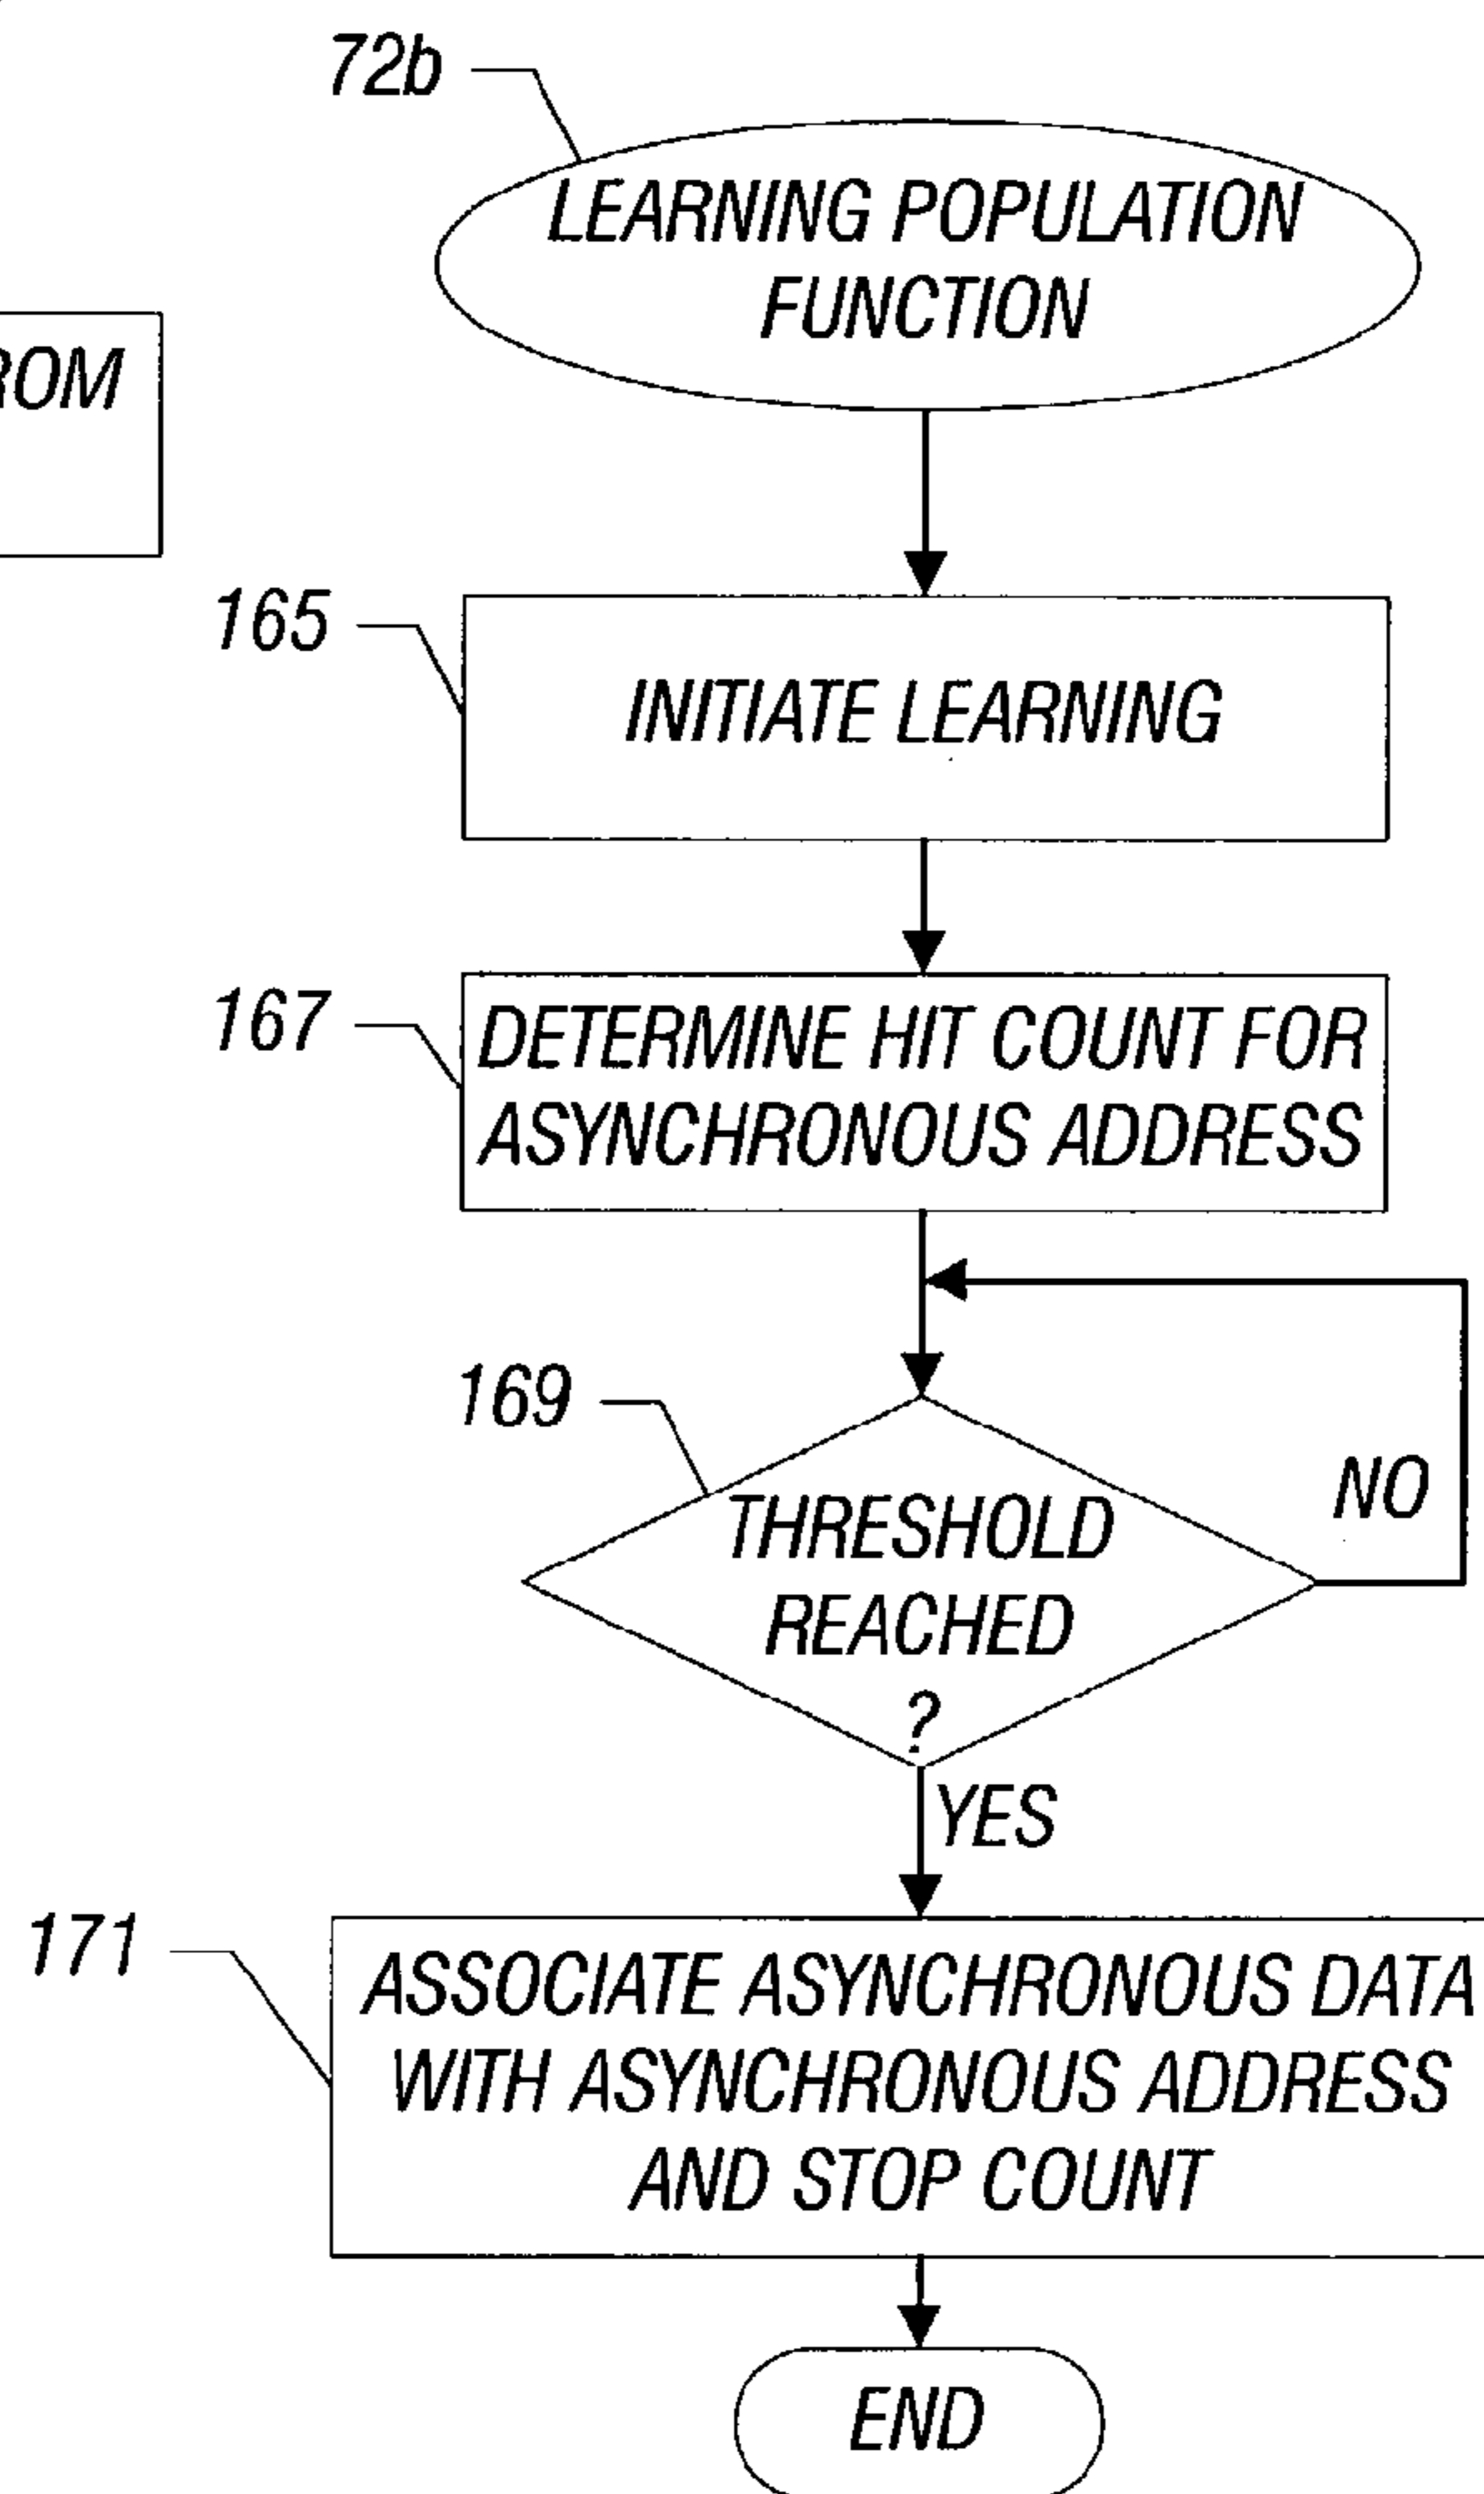 72b
LEARNING POPULATION
FUNCTION
165
INITIATE LEARNING
167
DETERMINE HIT COUNT FOR
ASYNCHRONOUS ADDRESS
169
THRESHOLD
REACHED
?
NO
YES
171
ASSOCIATE ASYNCHRONOUS DATA
WITH ASYNCHRONOUS ADDRESS
AND STOP COUNT
END